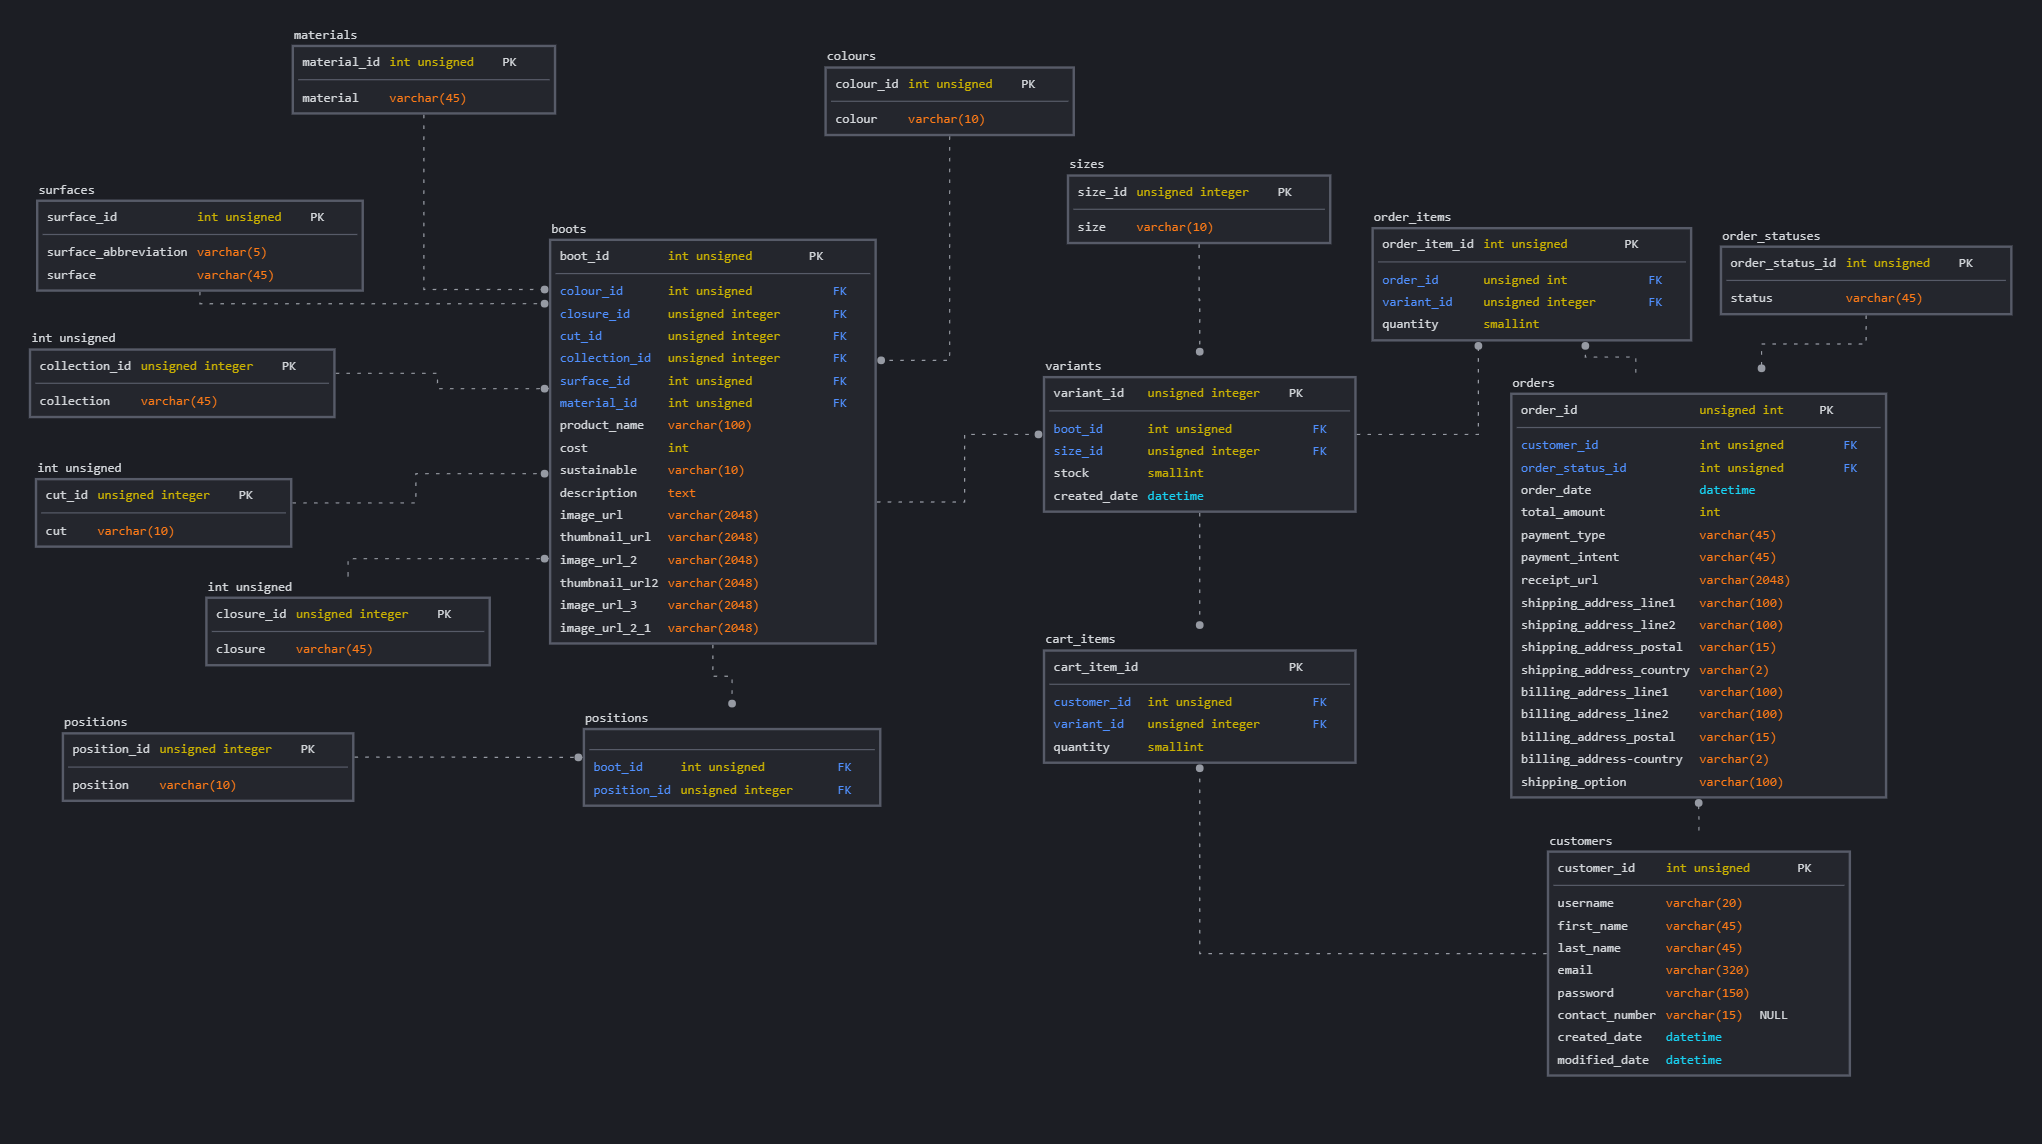 materials
material_id int unsigned PK
material varchar(45)
colours
colour_id int unsigned PK
colour varchar(10)
sizes
size_id unsigned integer PK
size varchar(10)
surfaces
surface_id int unsigned PK
surface_abbreviation varchar(5)
surface varchar(45)
boots
boot_id int unsigned PK
colour_id int unsigned FK
closure_id unsigned integer FK
cut_id unsigned integer FK
collection_id unsigned integer FK
surface_id int unsigned FK
material_id int unsigned FK
product_name varchar(100)
cost int
sustainable varchar(10)
description text
image_url varchar(2048)
thumbnail_url varchar(2048)
image_url_2 varchar(2048)
thumbnail_url2 varchar(2048)
image_url_3 varchar(2048)
image_url_2_1 varchar(2048)
order_items
order_item_id int unsigned PK
order_id unsigned int FK
variant_id unsigned integer FK
quantity smallint
order_statuses
order_status_id int unsigned PK
status varchar(45)
int unsigned
collection_id unsigned integer PK
collection varchar(45)
variants
variant_id unsigned integer PK
boot_id int unsigned FK
size_id unsigned integer FK
stock smallint
created_date datetime
orders
order_id unsigned int PK
customer_id int unsigned FK
order_status_id int unsigned FK
order_date datetime
total_amount int
payment_type varchar(45)
payment_intent varchar(45)
receipt_url varchar(2048)
shipping_address_line1 varchar(100)
shipping_address_line2 varchar(100)
shipping_address_postal varchar(15)
shipping_address_country varchar(2)
billing_address_line1 varchar(100)
billing_address_line2 varchar(100)
billing_address_postal varchar(15)
billing_address-country varchar(2)
shipping_option varchar(100)
int unsigned
cut_id unsigned integer PK
cut varchar(10)
int unsigned
closure_id unsigned integer PK
closure varchar(45)
cart_items
cart_item_id PK
customer_id int unsigned FK
variant_id unsigned integer FK
quantity smallint
positions
position_id unsigned integer PK
position varchar(10)
positions
boot_id int unsigned FK
position_id unsigned integer FK
customers
customer_id int unsigned PK
username varchar(20)
first_name varchar(45)
last_name varchar(45)
email varchar(320)
password varchar(150)
contact_number varchar(15) NULL
created_date datetime
modified_date datetime